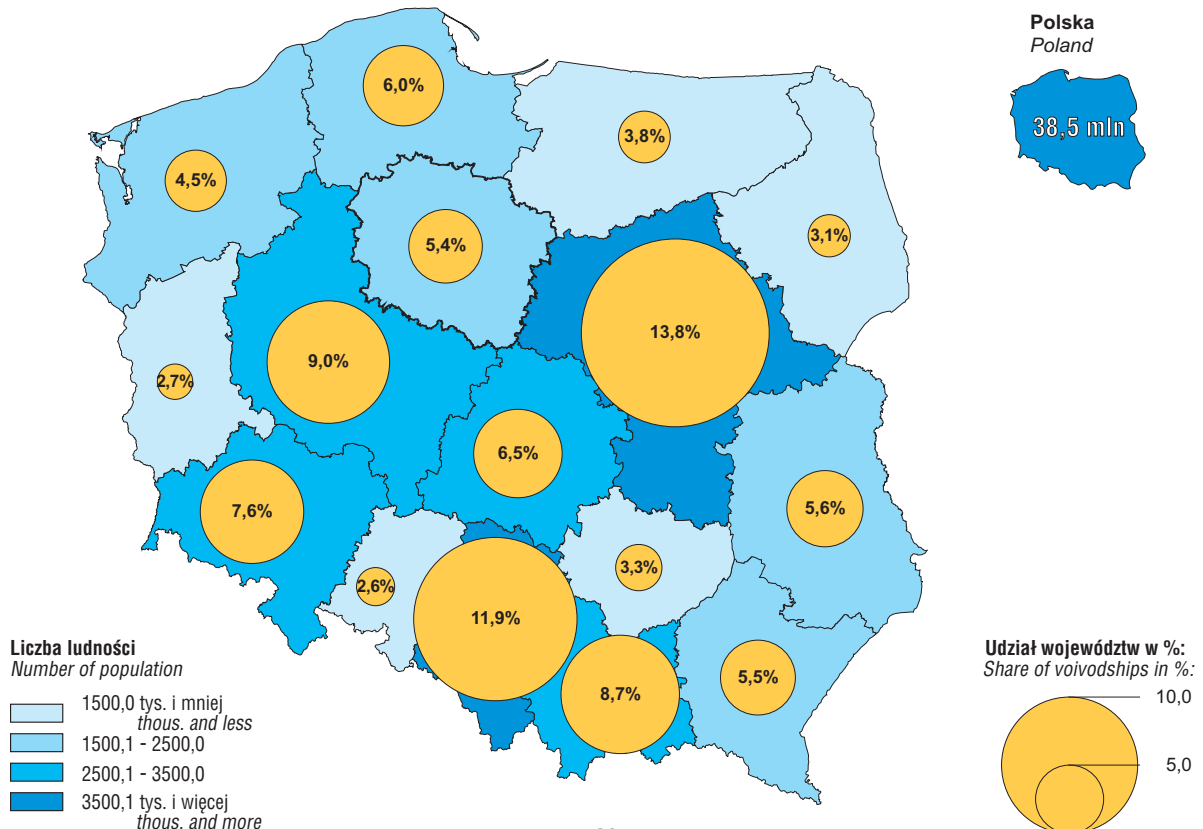 Polska
Poland
38,5 mln
6,0%
3,8%
4,5%
3,1%
5,4%
13,8%
9,0%
2,7%
6,5%
7,6%
5,6%
3,3%
2,6%
11,9%
8,7%
5,5%
Liczba ludności
Number of population
1500,0 tys. i mniej
thous. and less
1500,1 - 2500,0
2500,1 - 3500,0
3500,1 tys. i więcej
thous. and more
Udział województw w %:
Share of voivodships in %:
10,0
5,0